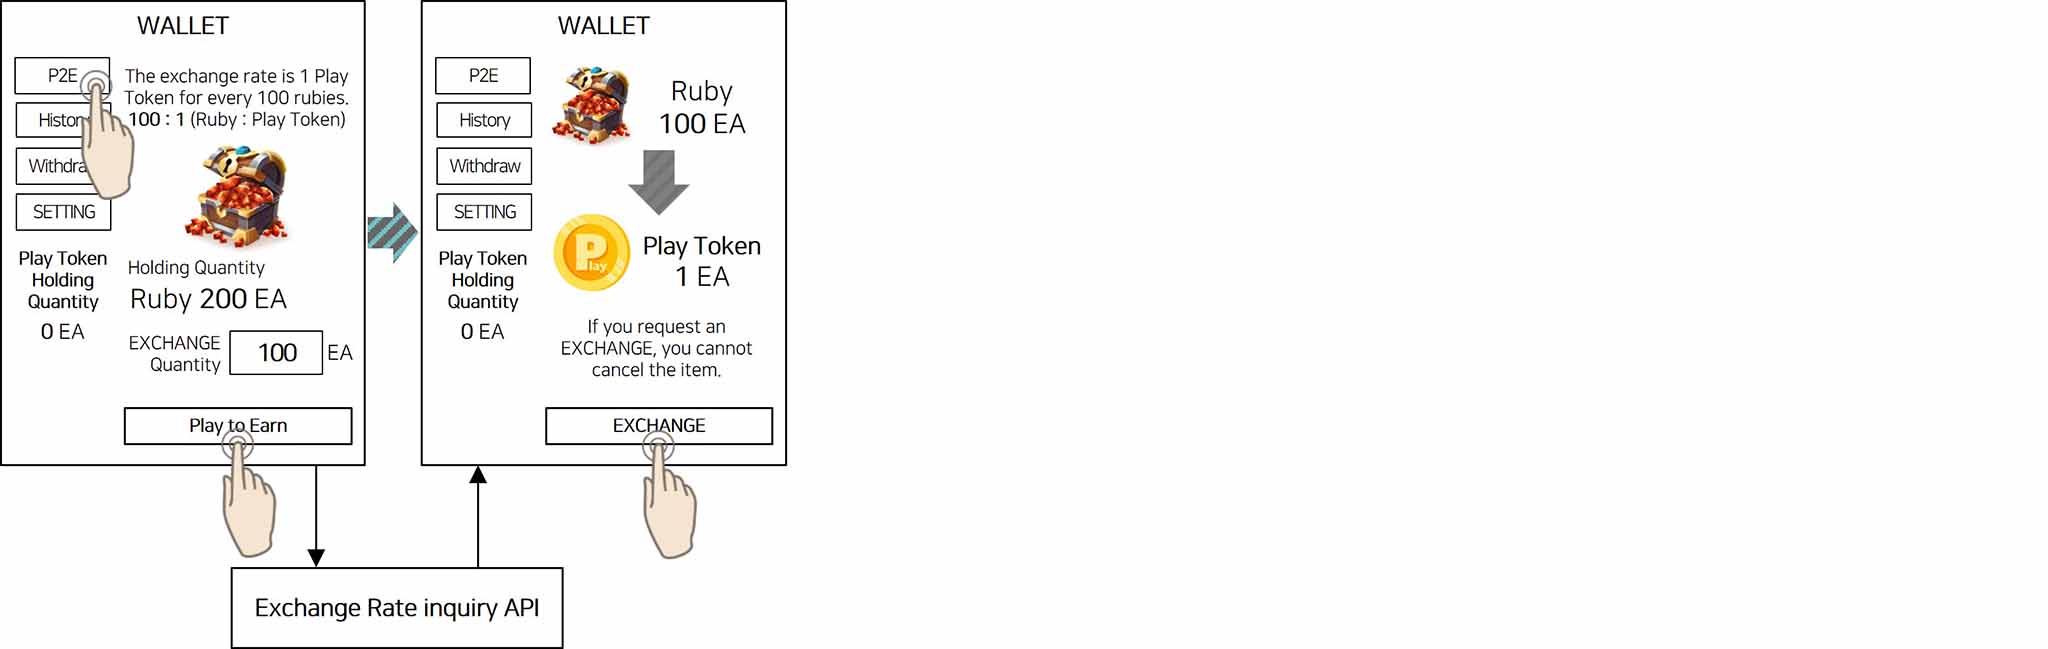 WALLET
P2E
History
Withdra
SETTING
Play Token
Holding
Quantity
0 EA
The exchange rate is 1 Play
Token for every 100 rubies.
100 : 1 (Ruby : Play Token)
Holding Quantity
Ruby 200 EA
EXCHANGE
Quantity
100
EA
Play to Earn
WALLET
P2E
History
Withdraw
SETTING
Play Token
Holding
Quantity
0 EA
Ruby
100 EA
Play
Play Token
1 EA
If you request an
EXCHANGE, you cannot
cancel the item.
EXCHANGE
Exchange Rate inquiry API